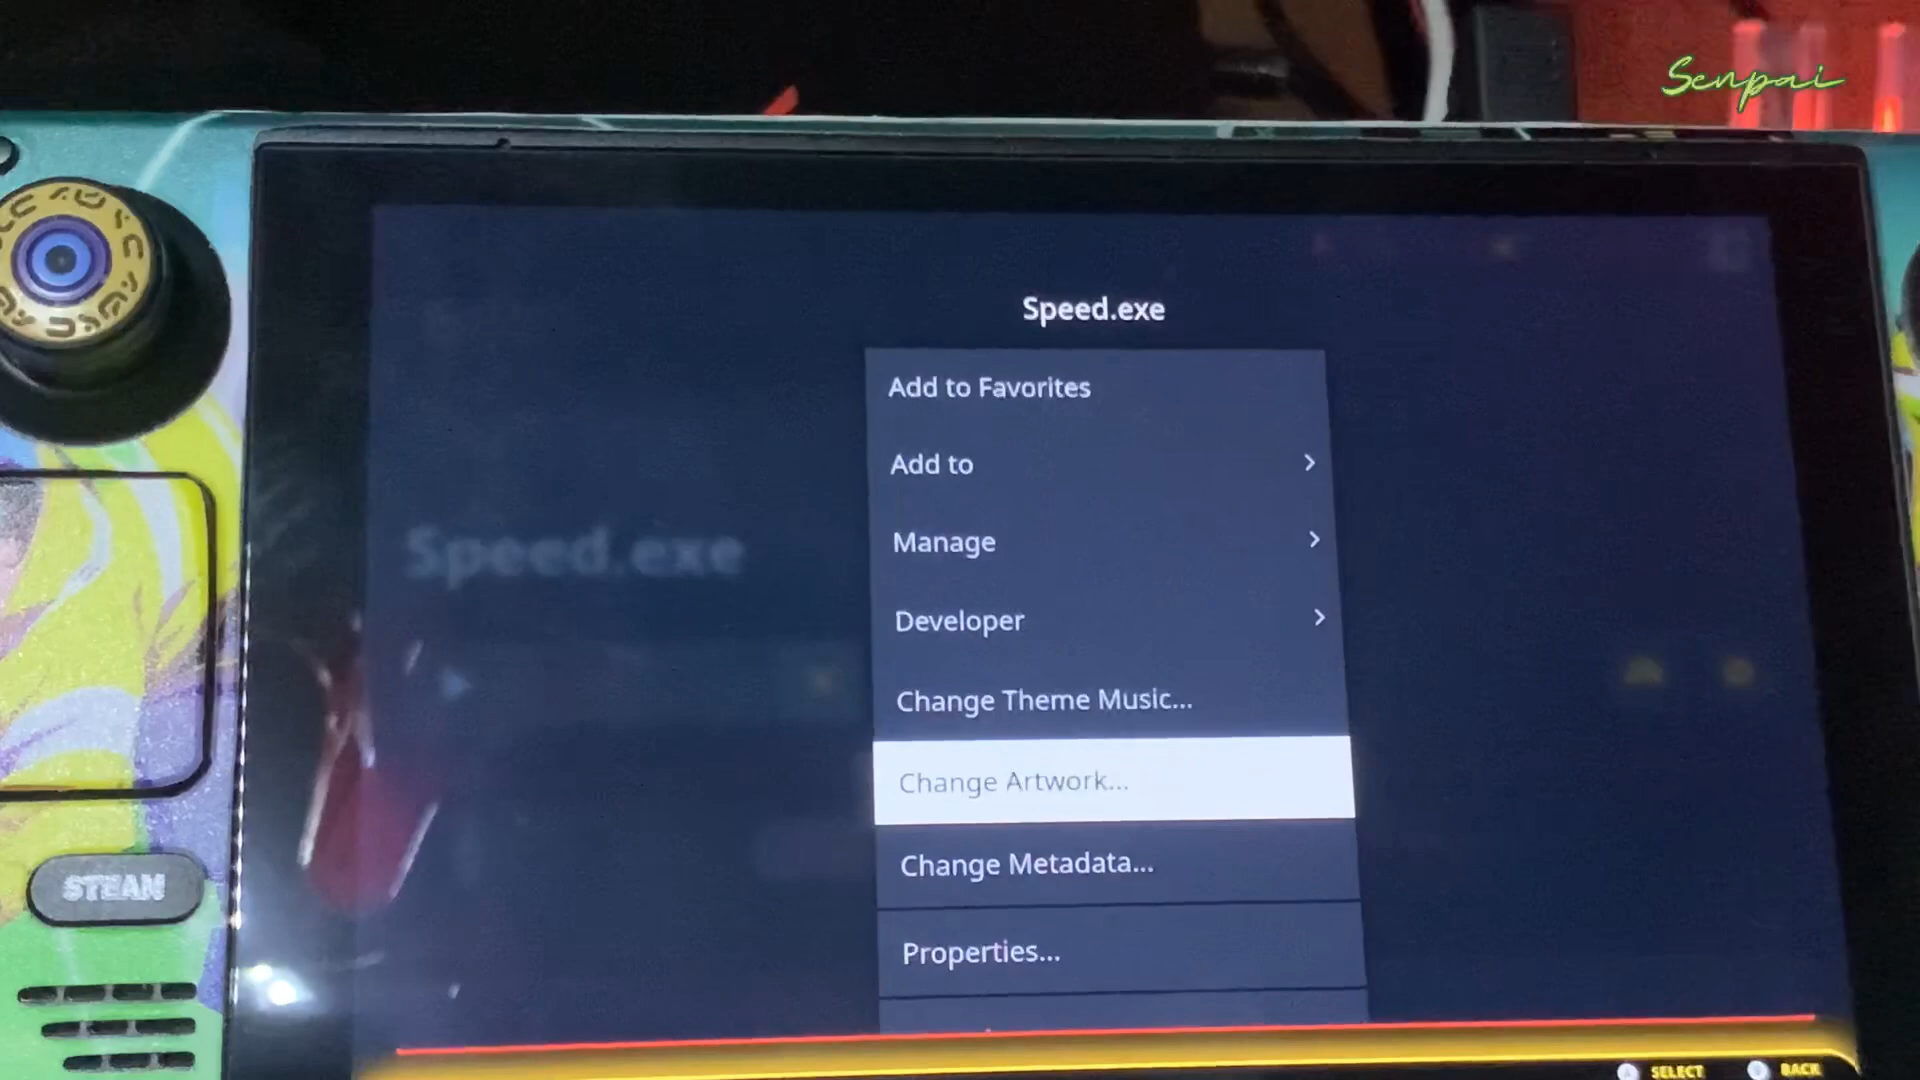 Senpai
Speed.exe
Add to Favorites
Add to
Manage
Speed.exe
Developer
Change Theme Music...
Change Artwork...
Change Metadata...
STEAM
Properties...
SELECT
BACK